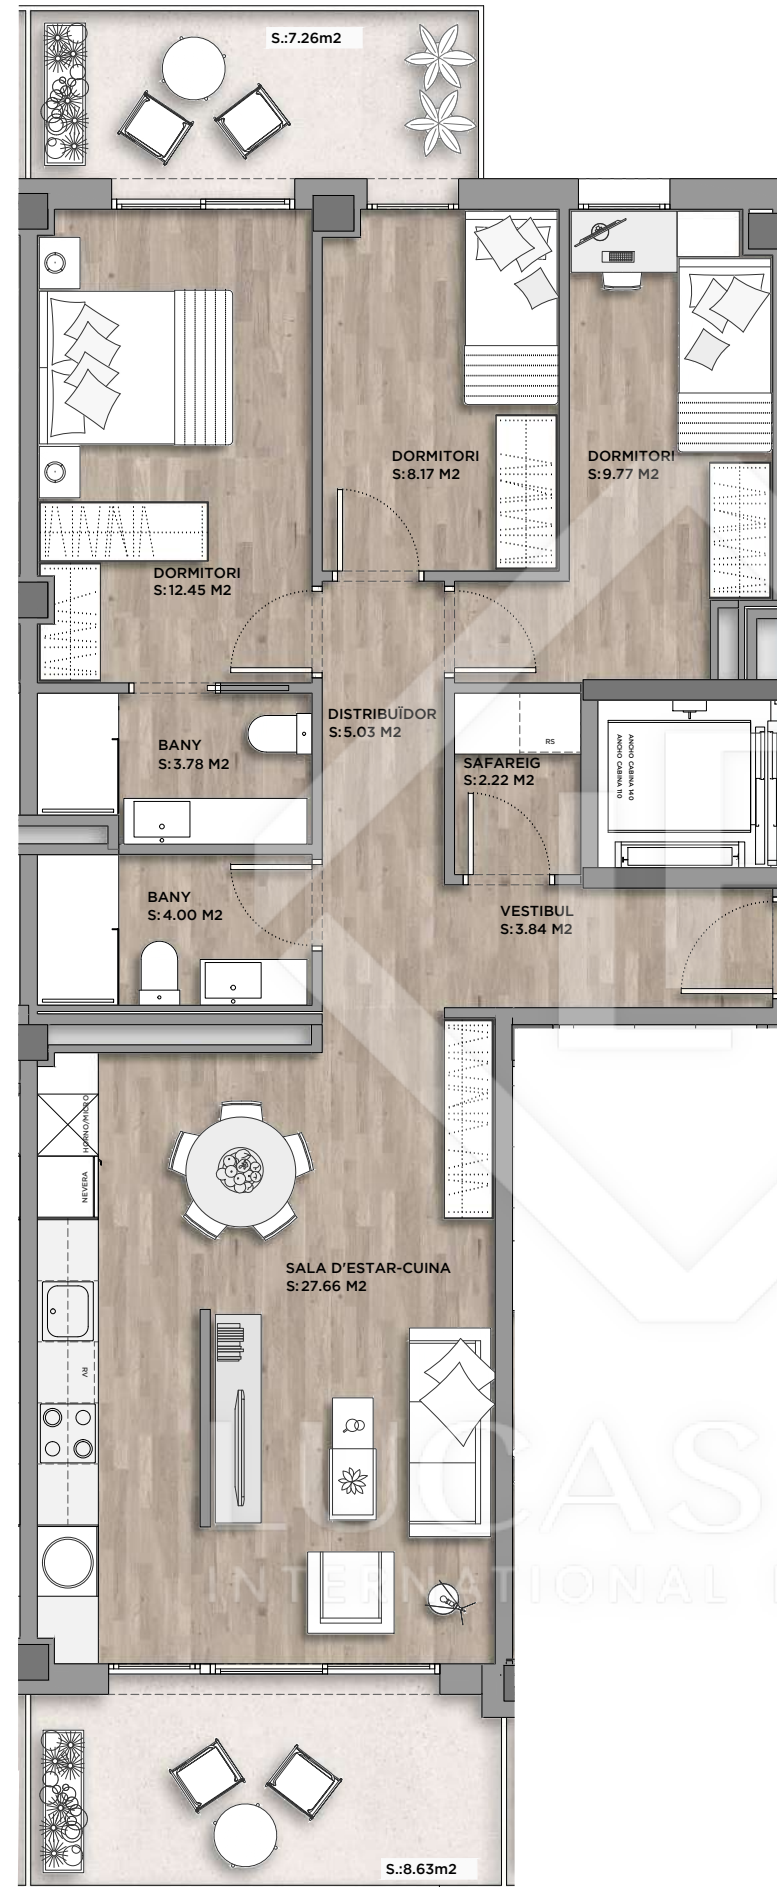 S.:7.26m2
DORMITORI
S:8.17 M2
DORMITORI
S:9.77 M2
DORMITORI
S:12.45 M2
DISTRIBUÏDOR
S:5.03 M2
BANY
S:3.78 M2
RS
SAFAREIG
S:2.22 M2
ANCHO CABINA 140
ANCHO CABINA 110
BANY
S:4.00 M2
VESTIBUL
S:3.84 M2
HORNO/MICRO
NEVERA
SALA D'ESTAR-CUINA
S:27.66 M2
RV
LUCAS
INTERNATIONAL
S.:8.63m2